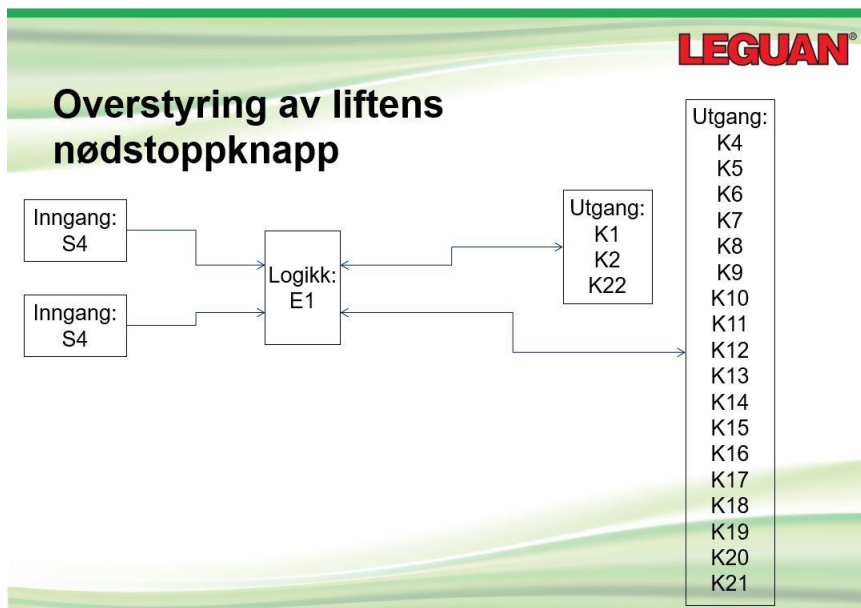 LEGUAN®
Overstyring av liftens
nødstoppknapp
Inngang:
S4
Inngang:
S4
Logikk:
E1
Utgang:
K1
K2
K22
Utgang:
K4
K5
K6
K7
K8
K9
K10
K11
K12
K13
K14
K15
K16
K17
K18
K19
K20
K21